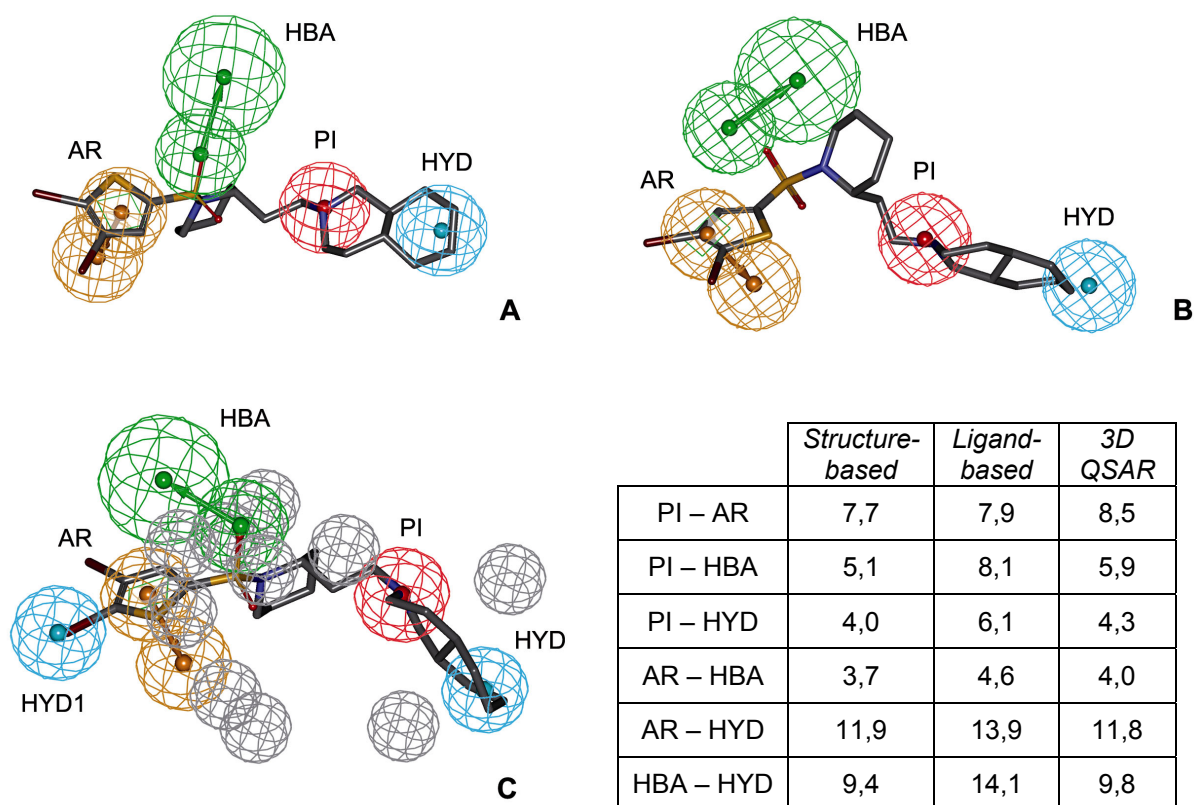 HBA
AR
PI
HYD
A
HBA
AR
PI
HYD
B
HBA
AR
PI
HYD
HYD1
C
Structure-based Ligand-based 3D QSAR
PI – AR 7,7 7,9 8,5
PI – HBA 5,1 8,1 5,9
PI – HYD 4,0 6,1 4,3
AR – HBA 3,7 4,6 4,0
AR – HYD 11,9 13,9 11,8
HBA – HYD 9,4 14,1 9,8